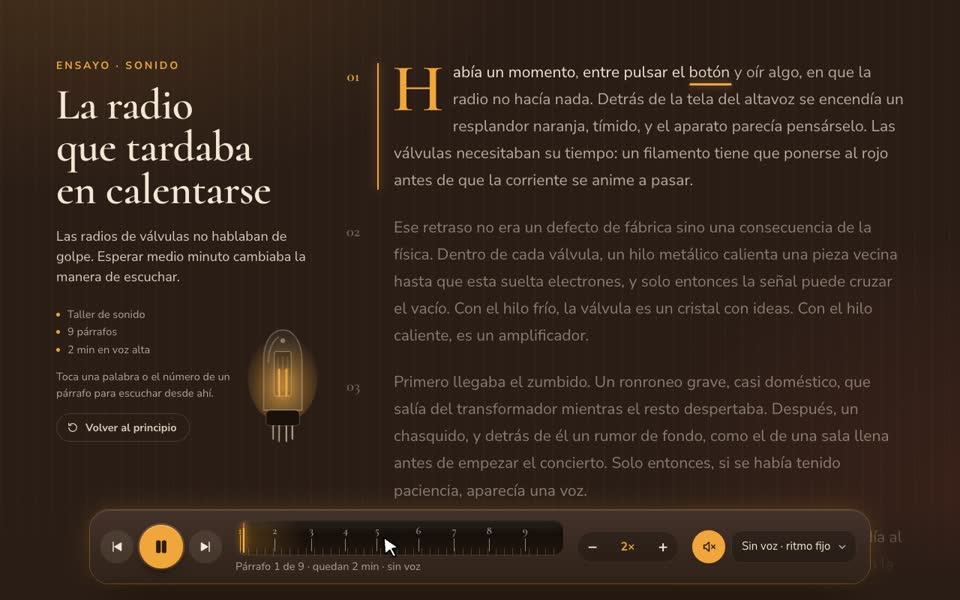 ENSAYO · SONIDO
La radio
que tardaba
en calentarse
Las radios de válvulas no hablaban de
golpe. Esperar medio minuto cambiaba la
manera de escuchar.
Taller de sonido
9 párrafos
2 min en voz alta
Toca una palabra o el número de un
párrafo para escuchar desde ahí.
Volver al principio
01
Había un momento, entre pulsar el botón y oír algo, en que la
radio no hacía nada. Detrás de la tela del altavoz se encendía un
resplandor naranja, tímido, y el aparato parecía pensárselo. Las
válvulas necesitaban su tiempo: un filamento tiene que ponerse al rojo
antes de que la corriente se anime a pasar.
02
Ese retraso no era un defecto de fábrica sino una consecuencia de la
física. Dentro de cada válvula, un hilo metálico calienta una pieza vecina
hasta que esta suelta electrones, y solo entonces la señal puede cruzar
el vacío. Con el hilo frío, la válvula es un cristal con ideas. Con el hilo
caliente, es un amplificador.
03
Primero llegaba el zumbido. Un ronroneo grave, casi doméstico, que
salía del transformador mientras el resto despertaba. Después, un
chasquido, y detrás de él un rumor de fondo, como el de una sala llena
antes de empezar el concierto. Solo entonces, si se había tenido
paciencia, aparecía una voz.
1 2 3 4 5 6 7 8 9
Párrafo 1 de 9 · quedan 2 min · sin voz
− 2× +
Sin voz · ritmo fijo
al